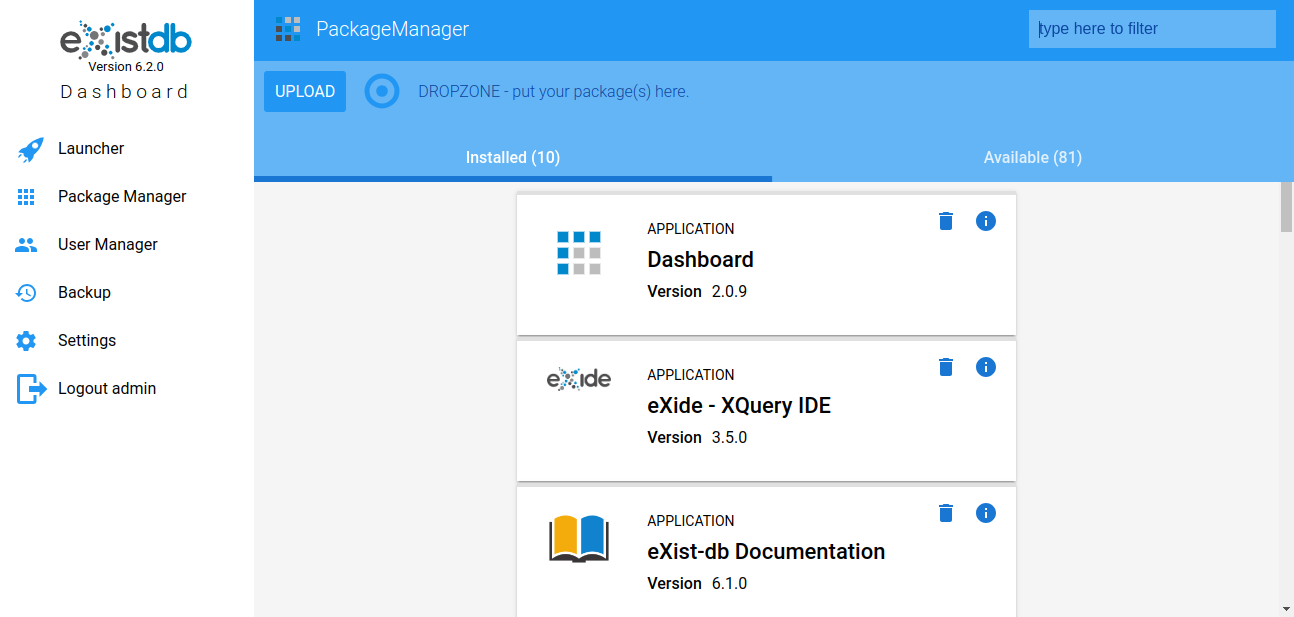 eXistdb
Version 6.2.0
Dashboard
Launcher
Package Manager
User Manager
Backup
Settings
Logout admin
PackageManager
type here to filter
UPLOAD
DROPZONE - put your package(s) here.
Installed (10)
Available (81)
APPLICATION
Dashboard
Version 2.0.9
eXide
APPLICATION
eXide - XQuery IDE
Version 3.5.0
APPLICATION
eXist-db Documentation
Version 6.1.0